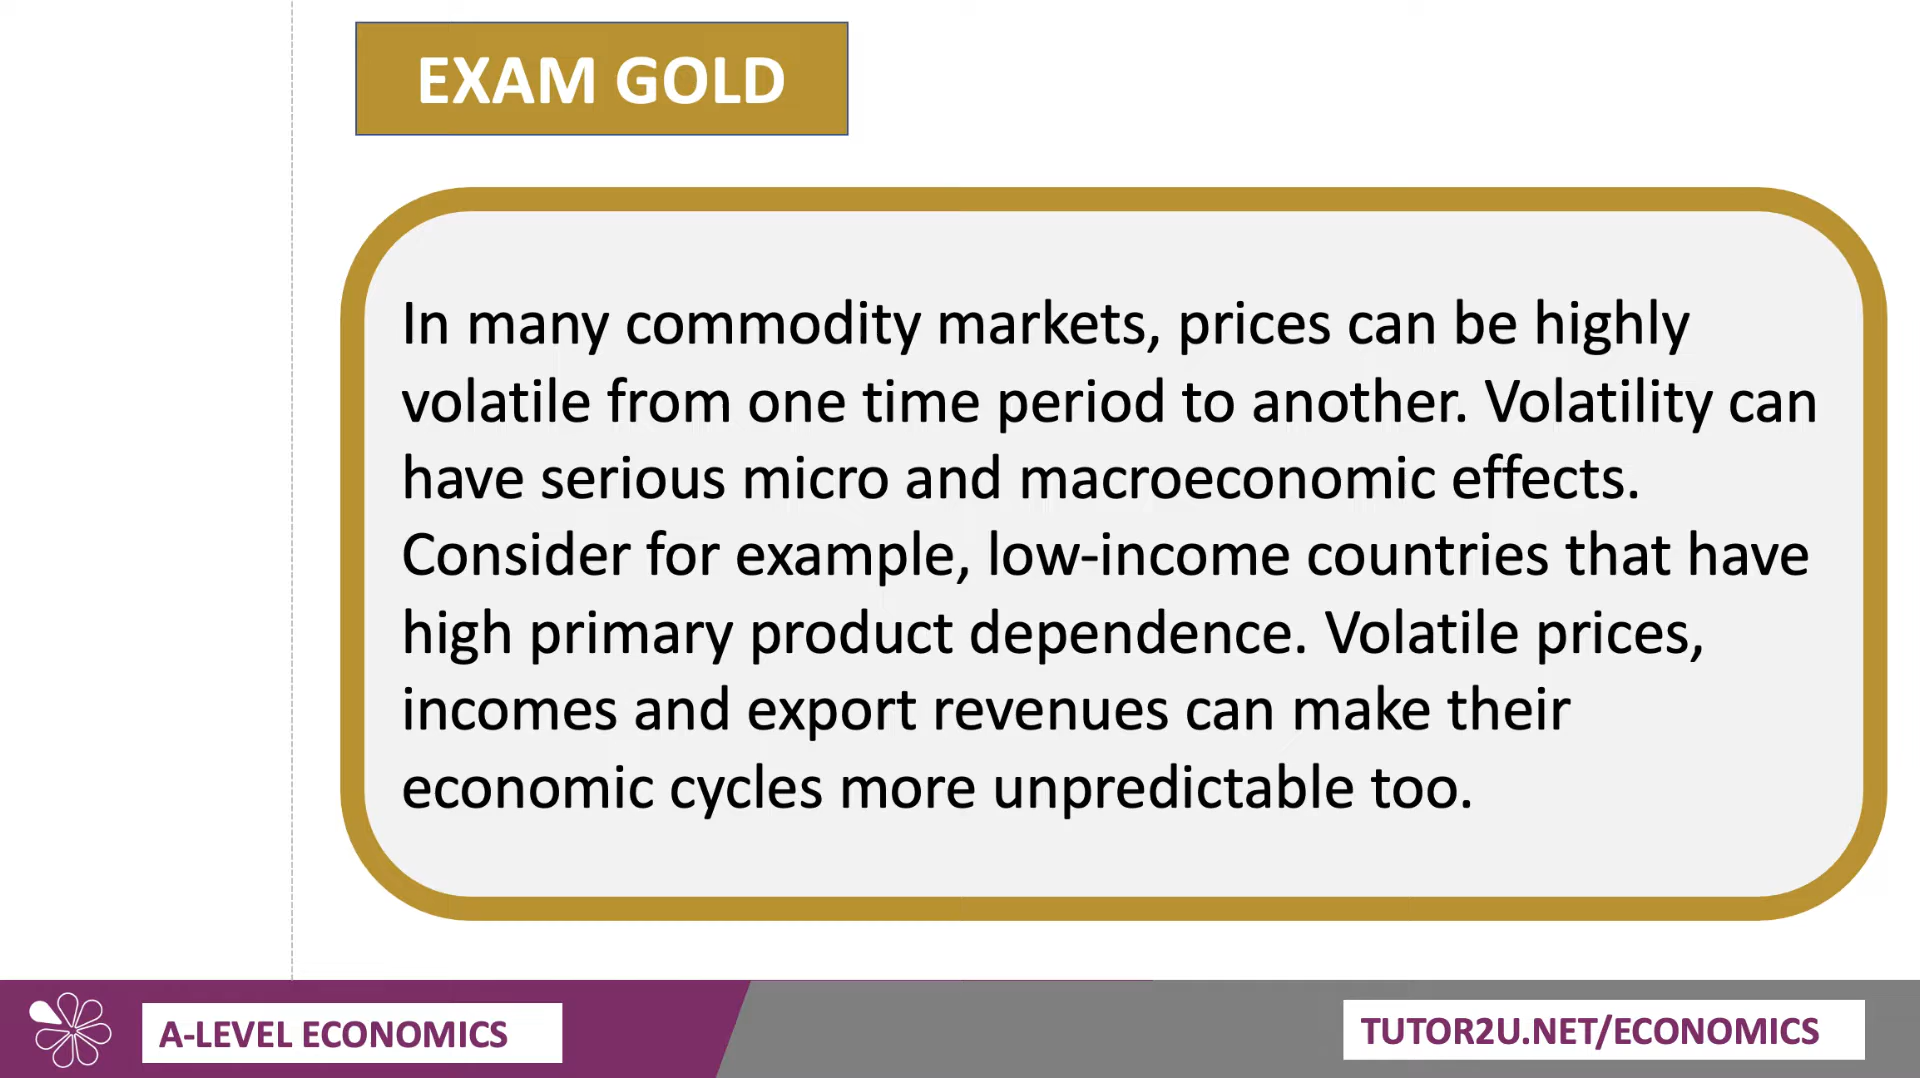 EXAM GOLD
In many commodity markets, prices can be highly
volatile from one time period to another. Volatility can
have serious micro and macroeconomic effects.
Consider for example, low-income countries that have
high primary product dependence. Volatile prices,
incomes and export revenues can make their
economic cycles more unpredictable too.
A-LEVEL ECONOMICS
TUTOR2U.NET/ECONOMICS